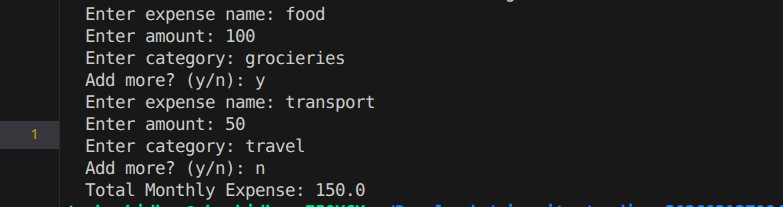 Enter expense name: food
Enter amount: 100
Enter category: grocieries
Add more? (y/n): y
Enter expense name: transport
Enter amount: 50
1
Enter category: travel
Add more? (y/n): n
Total Monthly Expense: 150.0